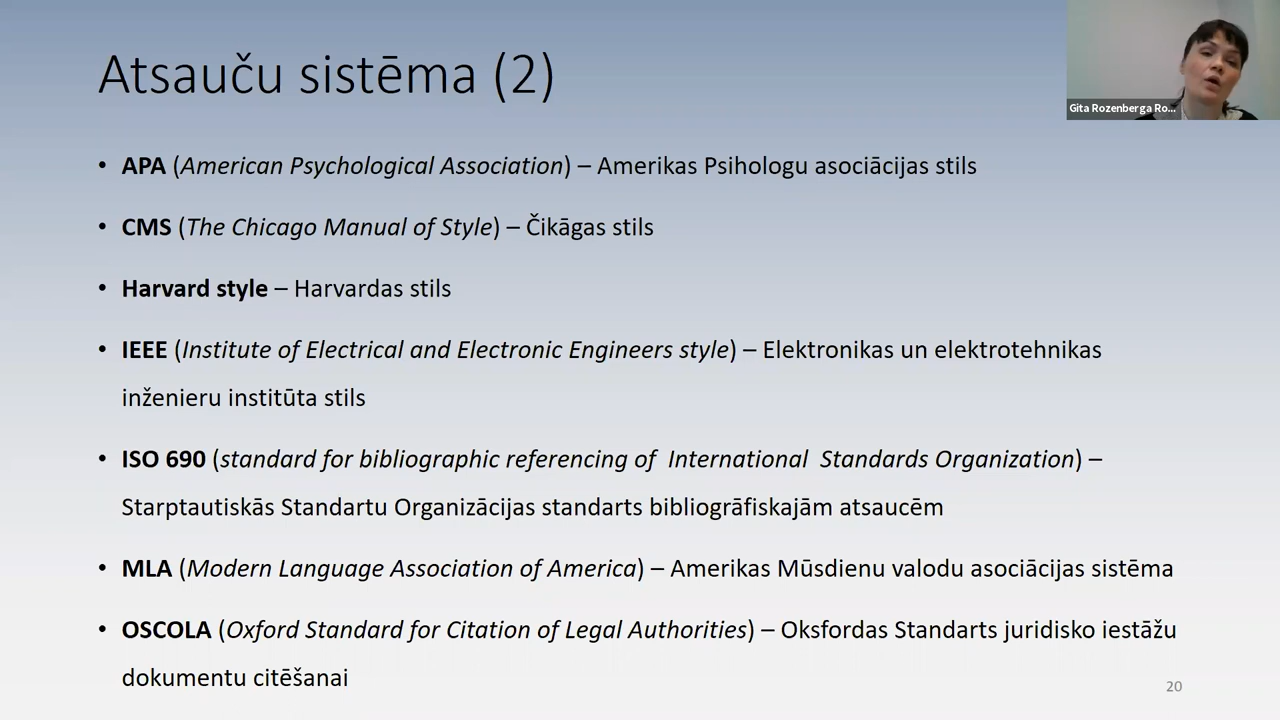 Atsauču sistēma (2)
Gita Rozenberga Ro...
• APA (American Psychological Association) – Amerikas Psihologu asociācijas stils
• CMS (The Chicago Manual of Style) – Čikāgas stils
• Harvard style – Harvardas stils
• IEEE (Institute of Electrical and Electronic Engineers style) – Elektronikas un elektrotehnikas
inženieru institūta stils
• ISO 690 (standard for bibliographic referencing of International Standards Organization) –
Starptautiskās Standartu Organizācijas standarts bibliogrāfiskajām atsaucēm
• MLA (Modern Language Association of America) – Amerikas Mūsdienu valodu asociācijas sistēma
• OSCOLA (Oxford Standard for Citation of Legal Authorities) – Oksfordas Standarts juridisko iestāžu
dokumentu citēšanai
20